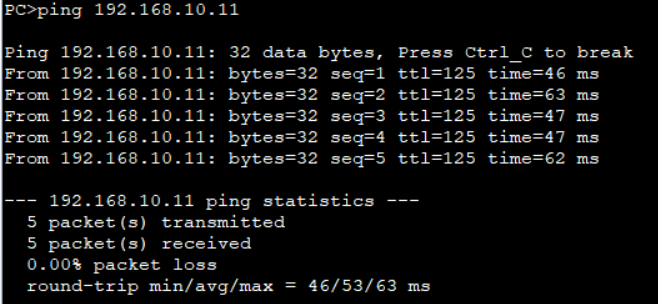 PC>ping 192.168.10.11

Ping 192.168.10.11: 32 data bytes, Press Ctrl_C to break
From 192.168.10.11: bytes=32 seq=1 ttl=125 time=46 ms
From 192.168.10.11: bytes=32 seq=2 ttl=125 time=63 ms
From 192.168.10.11: bytes=32 seq=3 ttl=125 time=47 ms
From 192.168.10.11: bytes=32 seq=4 ttl=125 time=47 ms
From 192.168.10.11: bytes=32 seq=5 ttl=125 time=62 ms

--- 192.168.10.11 ping statistics ---
  5 packet(s) transmitted
  5 packet(s) received
  0.00% packet loss
  round-trip min/avg/max = 46/53/63 ms